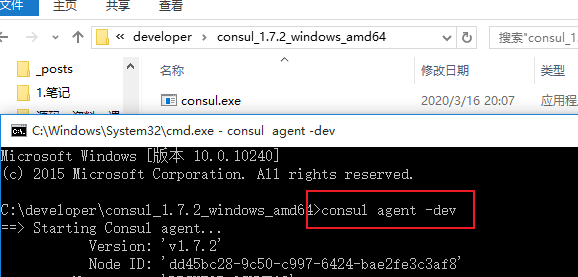 文件 主页 共享 查看
« developer › consul_1.7.2_windows_amd64
搜索"consul_1.
名称 修改日期 类型
_posts
1.笔记
consul.exe 2020/3/16 20:07 应用程
C:\Windows\System32\cmd.exe - consul agent -dev
Microsoft Windows [版本 10.0.10240]
(c) 2015 Microsoft Corporation. All rights reserved.
C:\developer\consul_1.7.2_windows_amd64>consul agent -dev
==> Starting Consul agent...
Version: 'v1.7.2'
Node ID: 'dd45bc28-9c50-c997-6424-bae2fe3c3af8'